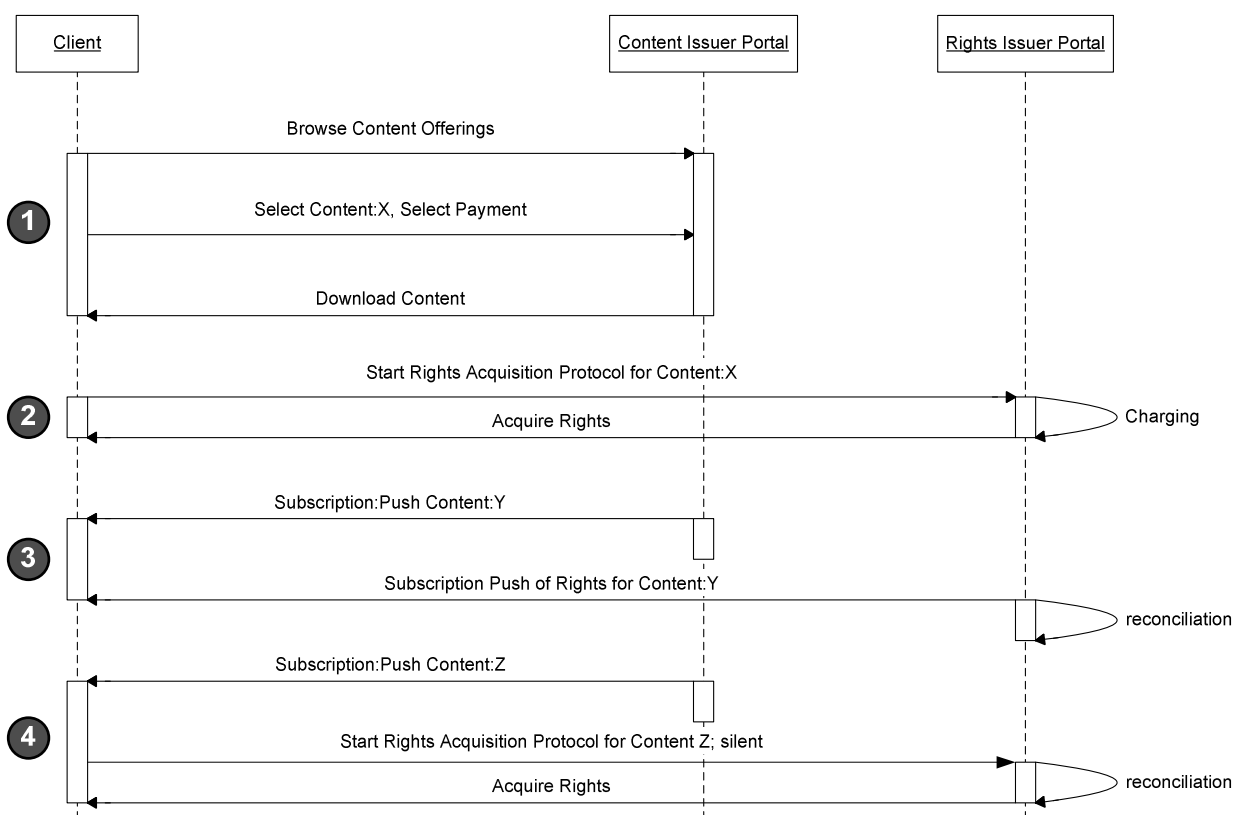 Client
Content Issuer Portal
Rights Issuer Portal
Browse Content Offerings
1
Select Content:X, Select Payment
Download Content
Start Rights Acquisition Protocol for Content:X
2
Acquire Rights
Charging
Subscription:Push Content:Y
3
Subscription Push of Rights for Content:Y
reconciliation
Subscription:Push Content:Z
4
Start Rights Acquisition Protocol for Content Z; silent
Acquire Rights
reconciliation